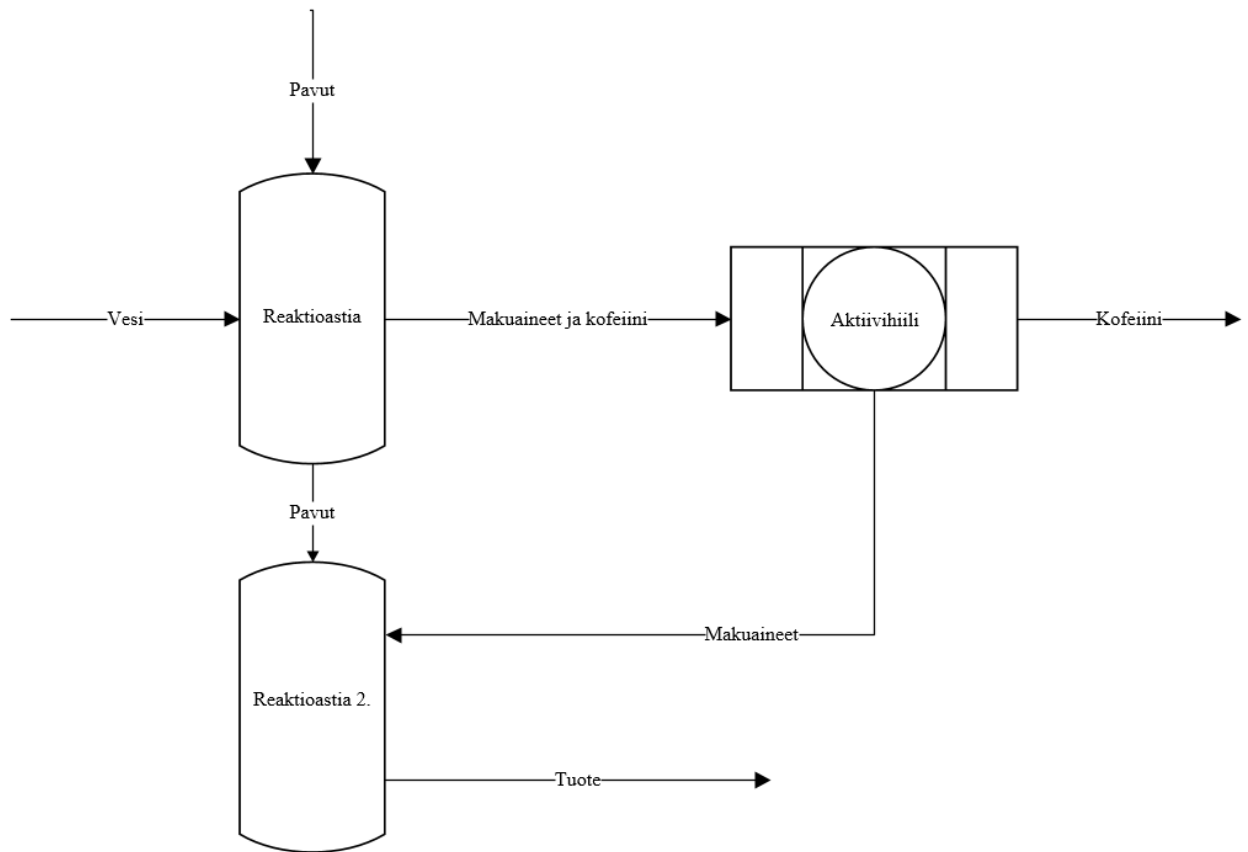 Pavut
Vesi
Reaktioastia
Makuaineet ja kofeiini
Aktiivihiili
Kofeiini
Pavut
Makuaineet
Reaktioastia 2.
Tuote